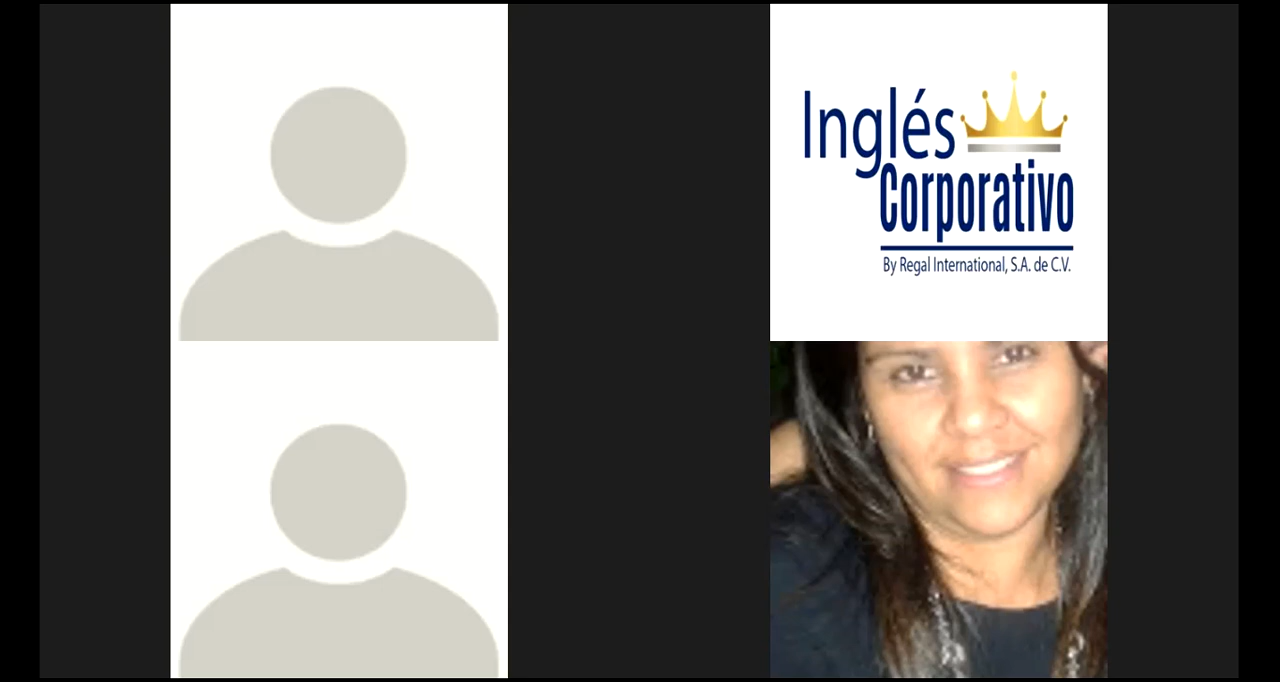 Inglés
Corporativo
By Regal International, S.A. de C.V.